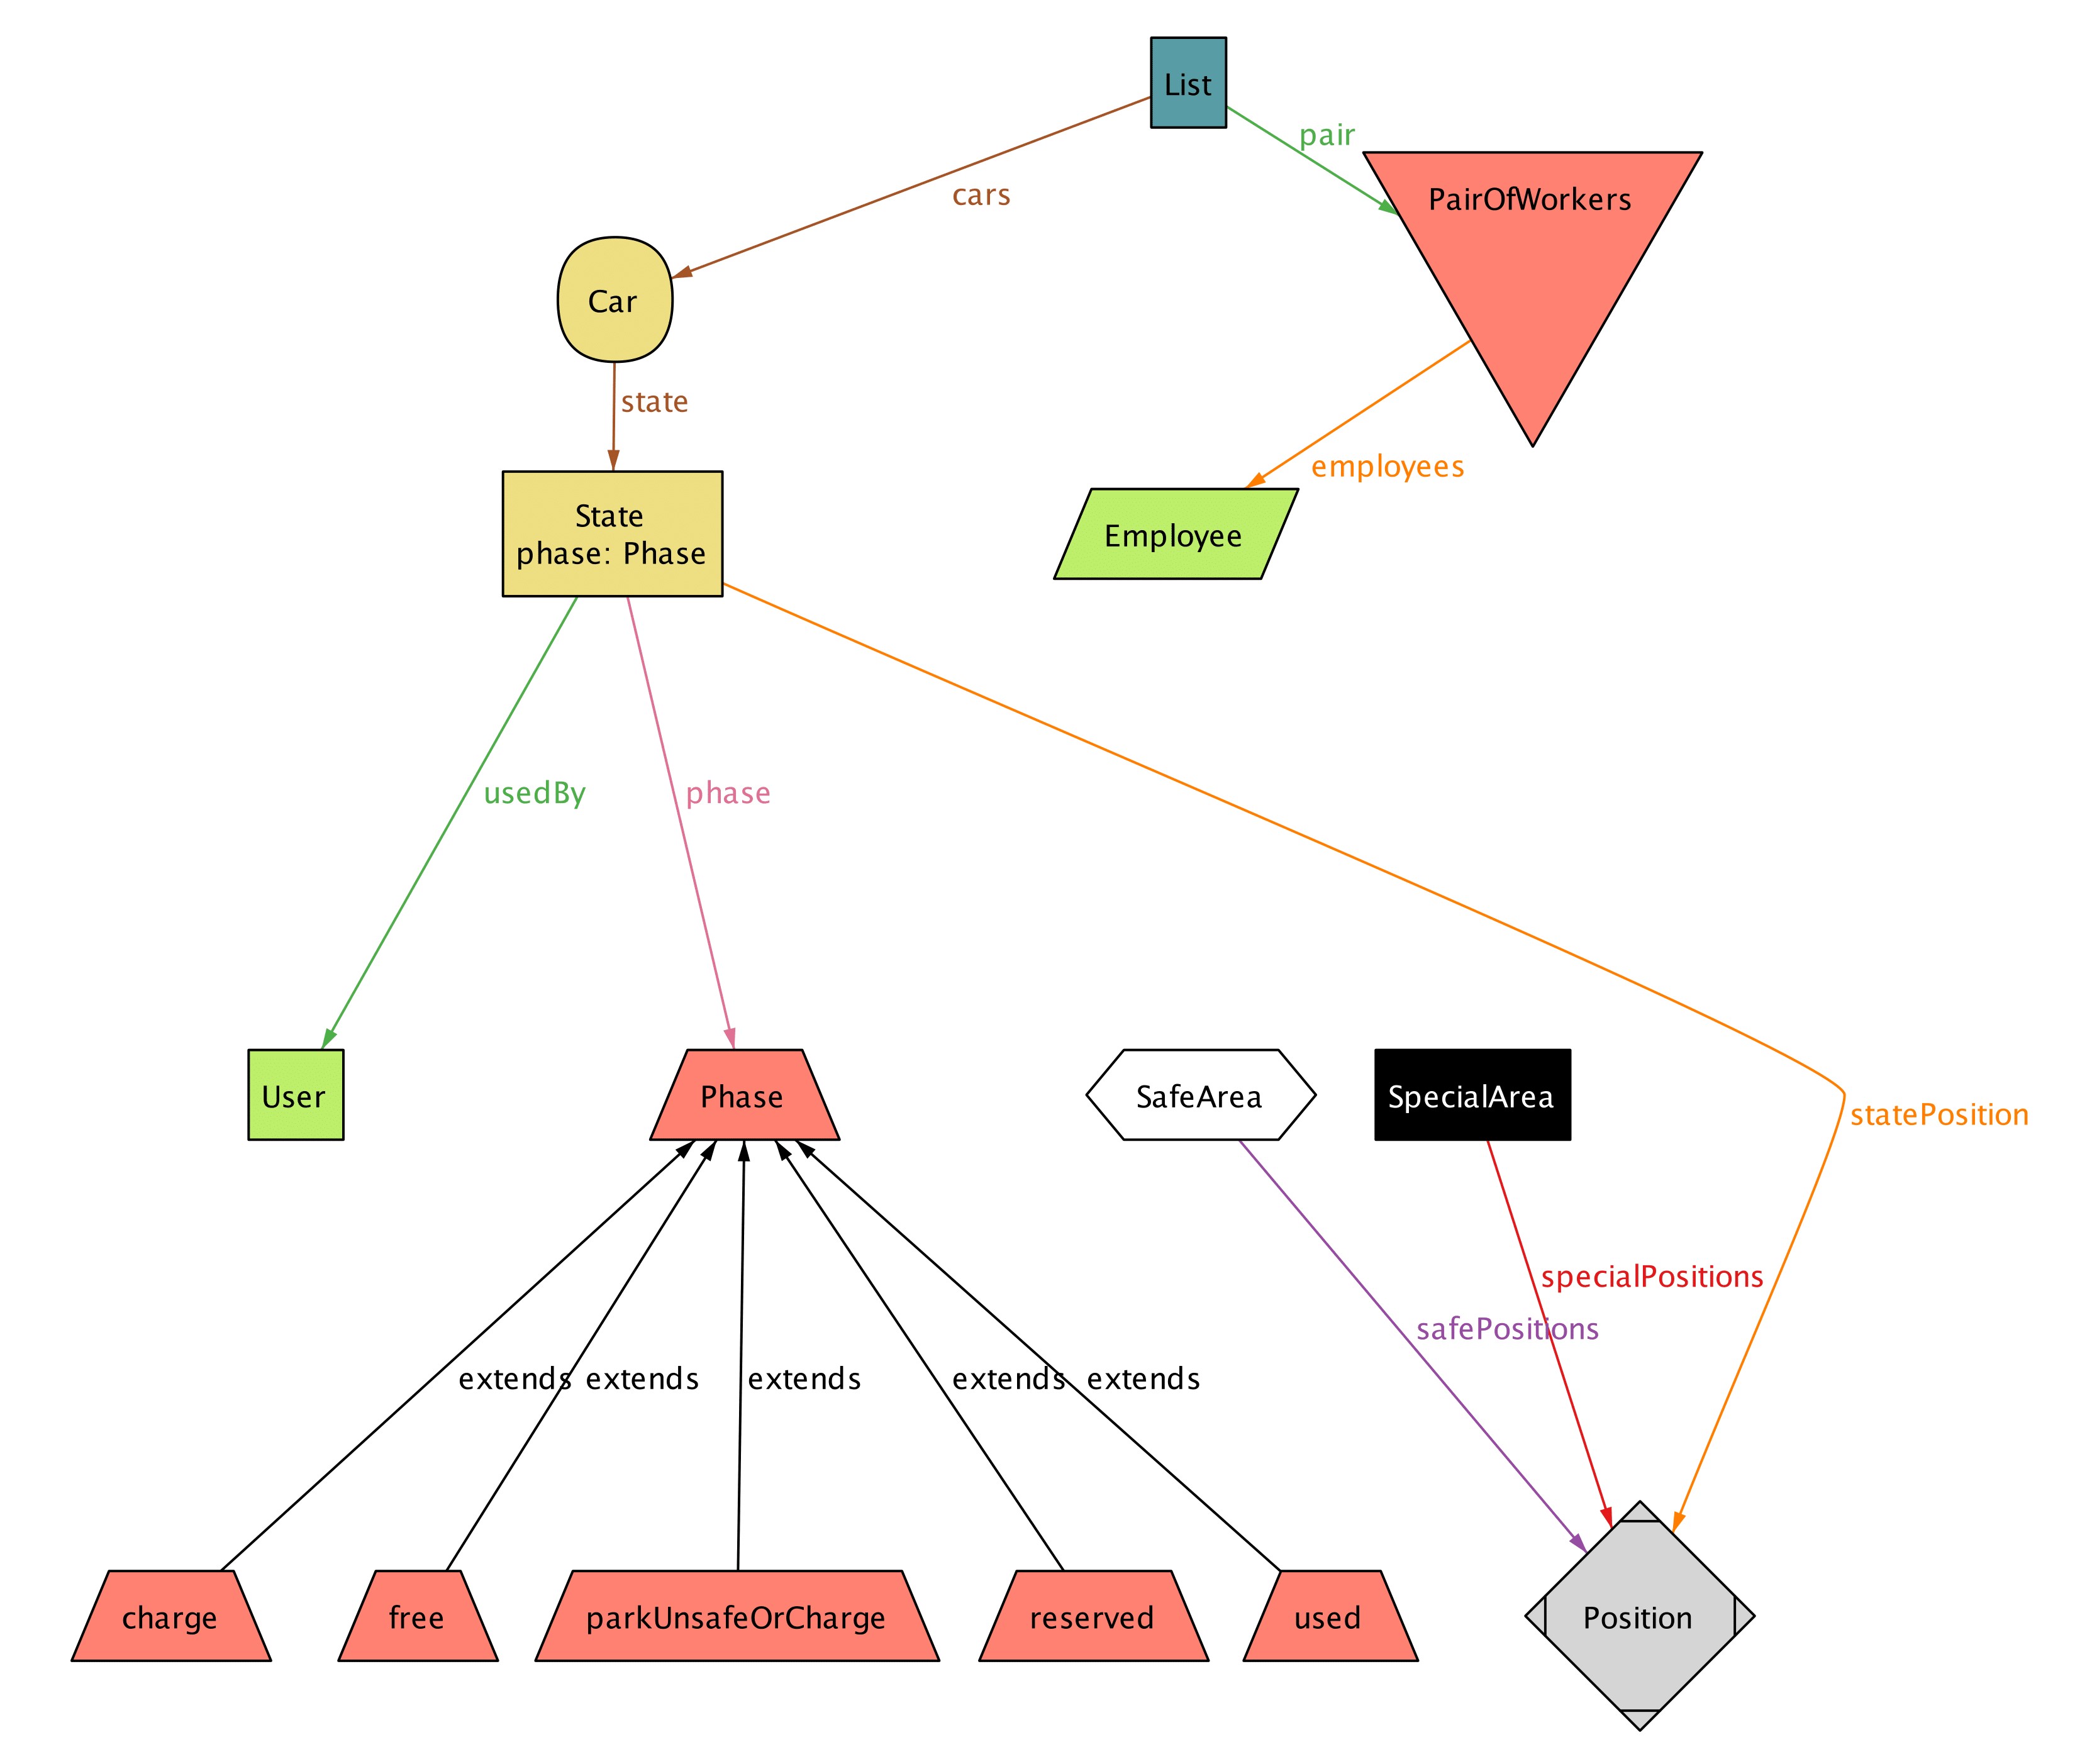 List
pair
PairOfWorkers
cars
Car
state
employees
State
phase: Phase
Employee
usedBy
phase
User
Phase
SafeArea
SpecialArea
statePosition
specialPositions
safePositions
extends
extends
extends
extends
extends
charge
free
parkUnsafeOrCharge
reserved
used
Position